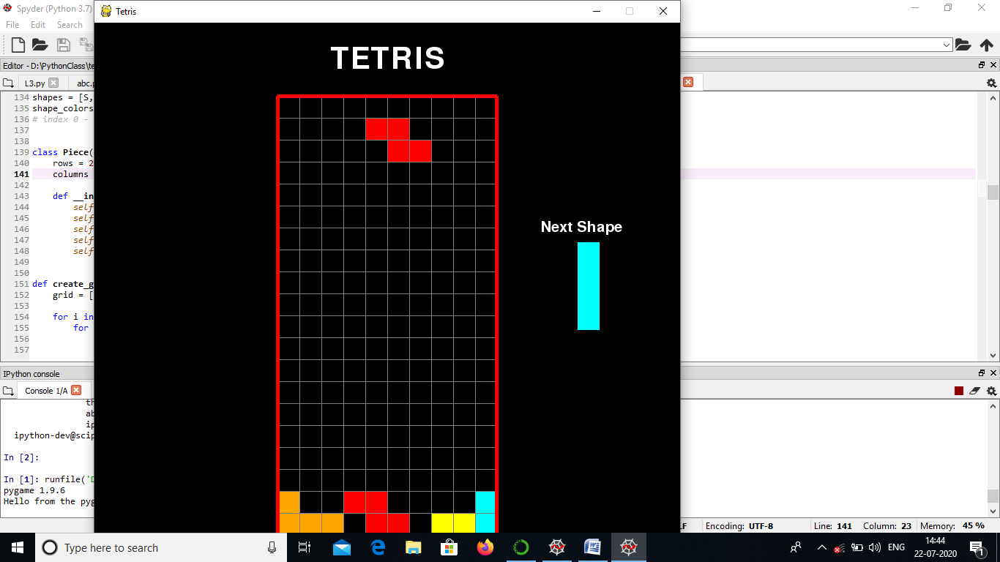 Spyder (Python 3.7)
Tetris
File Edit Search
TETRIS
Editor - D:\PythonClass\te
L3.py abc.p
134 shapes = [S,
135 shape_colors
136 # index 0 -
137
138
139 class Piece(
140 rows = 2
141 columns
142
143 def __in
144 self
145 self
146 self
147 self
148 self
149
150
151 def create_g
152 grid = [
153
154 for i in
155 for
156
157
Next Shape
IPython console
Console 1/A
th
ab
ip
ipython-dev@scip
In [2]:
In [1]: runfile('D
pygame 1.9.6
Hello from the pyg
LF Encoding: UTF-8 Line: 141 Column: 23 Memory: 45 %
Type here to search
ENG
14:44
22-07-2020
1